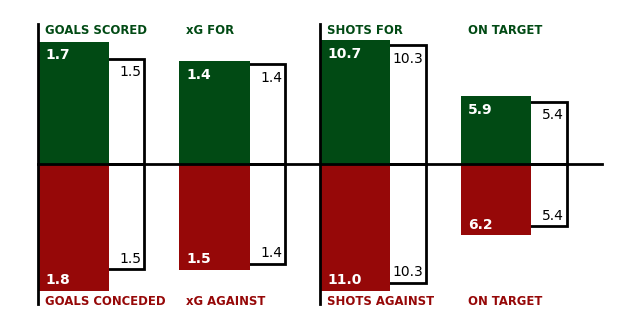 GOALS SCORED xG FOR SHOTS FOR ON TARGET
1.7 1.5 1.4 1.4 10.7 10.3 5.9 5.4
1.8 1.5 1.5 1.4 11.0 10.3 6.2 5.4
GOALS CONCEDED xG AGAINST SHOTS AGAINST ON TARGET